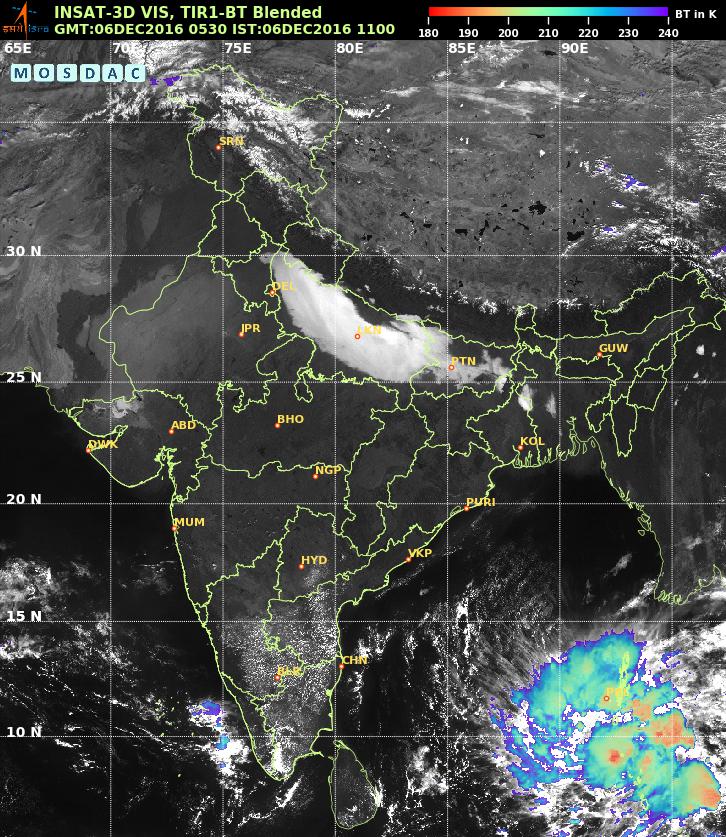 INSAT-3D VIS, TIR1-BT Blended
GMT:06DEC2016 0530 IST:06DEC2016 1100
BT in K
180 190 200 210 220 230 240
65E 70E 75E 80E 85E 90E
MOSDAC
SRN
30 N
DEL
LKN
JPR
GUW
PTN
25 N
ABD
BHO
DWK
KOL
NGP
20 N
PURI
MUM
VKP
HYD
15 N
CHN
BLR
10 N